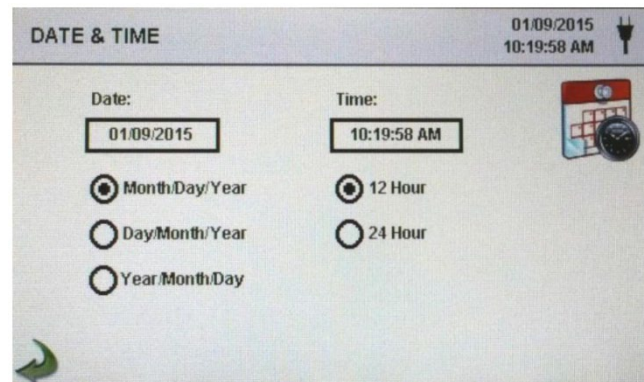 DATE & TIME
01/09/2015
10:19:58 AM
Date:
01/09/2015
Month/Day/Year
Day/Month/Year
Year/Month/Day
Time:
10:19:58 AM
12 Hour
24 Hour